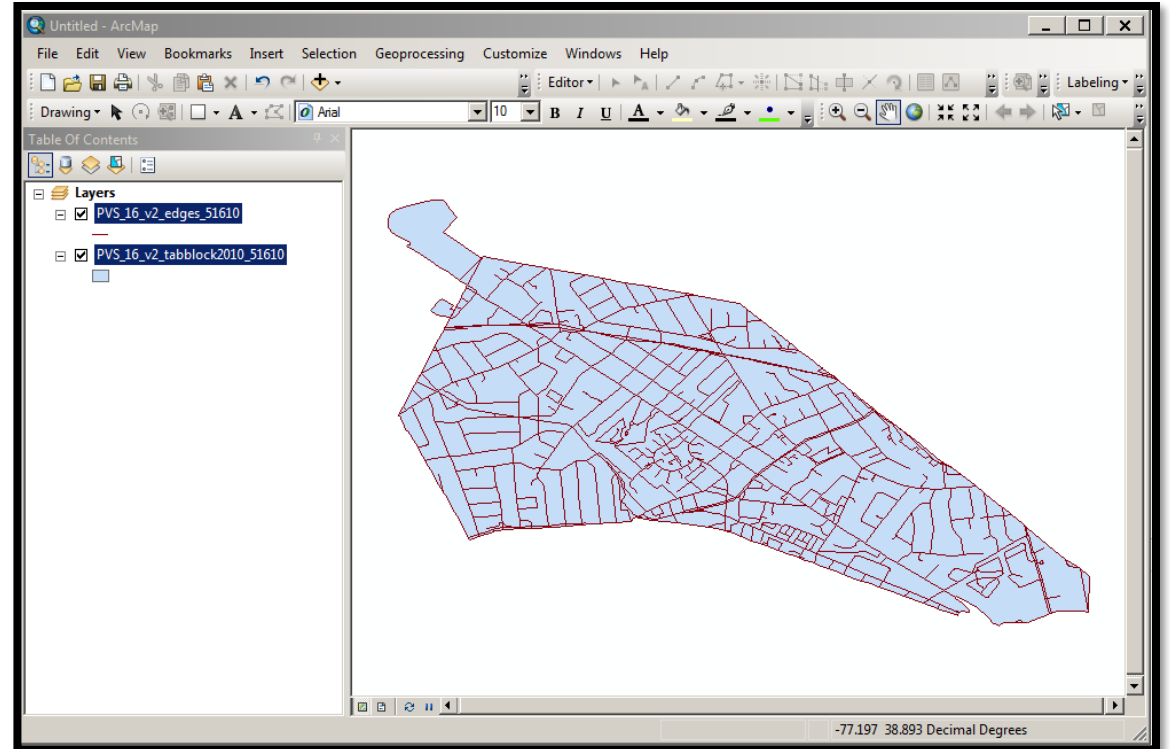 Untitled - ArcMap
File Edit View Bookmarks Insert Selection Geoprocessing Customize Windows Help
Editor Labeling
Drawing A Arial 10 B I U A
Table Of Contents
Layers
PVS_16_v2_edges_51610
PVS_16_v2_tabblock2010_51610
-77.197 38.893 Decimal Degrees